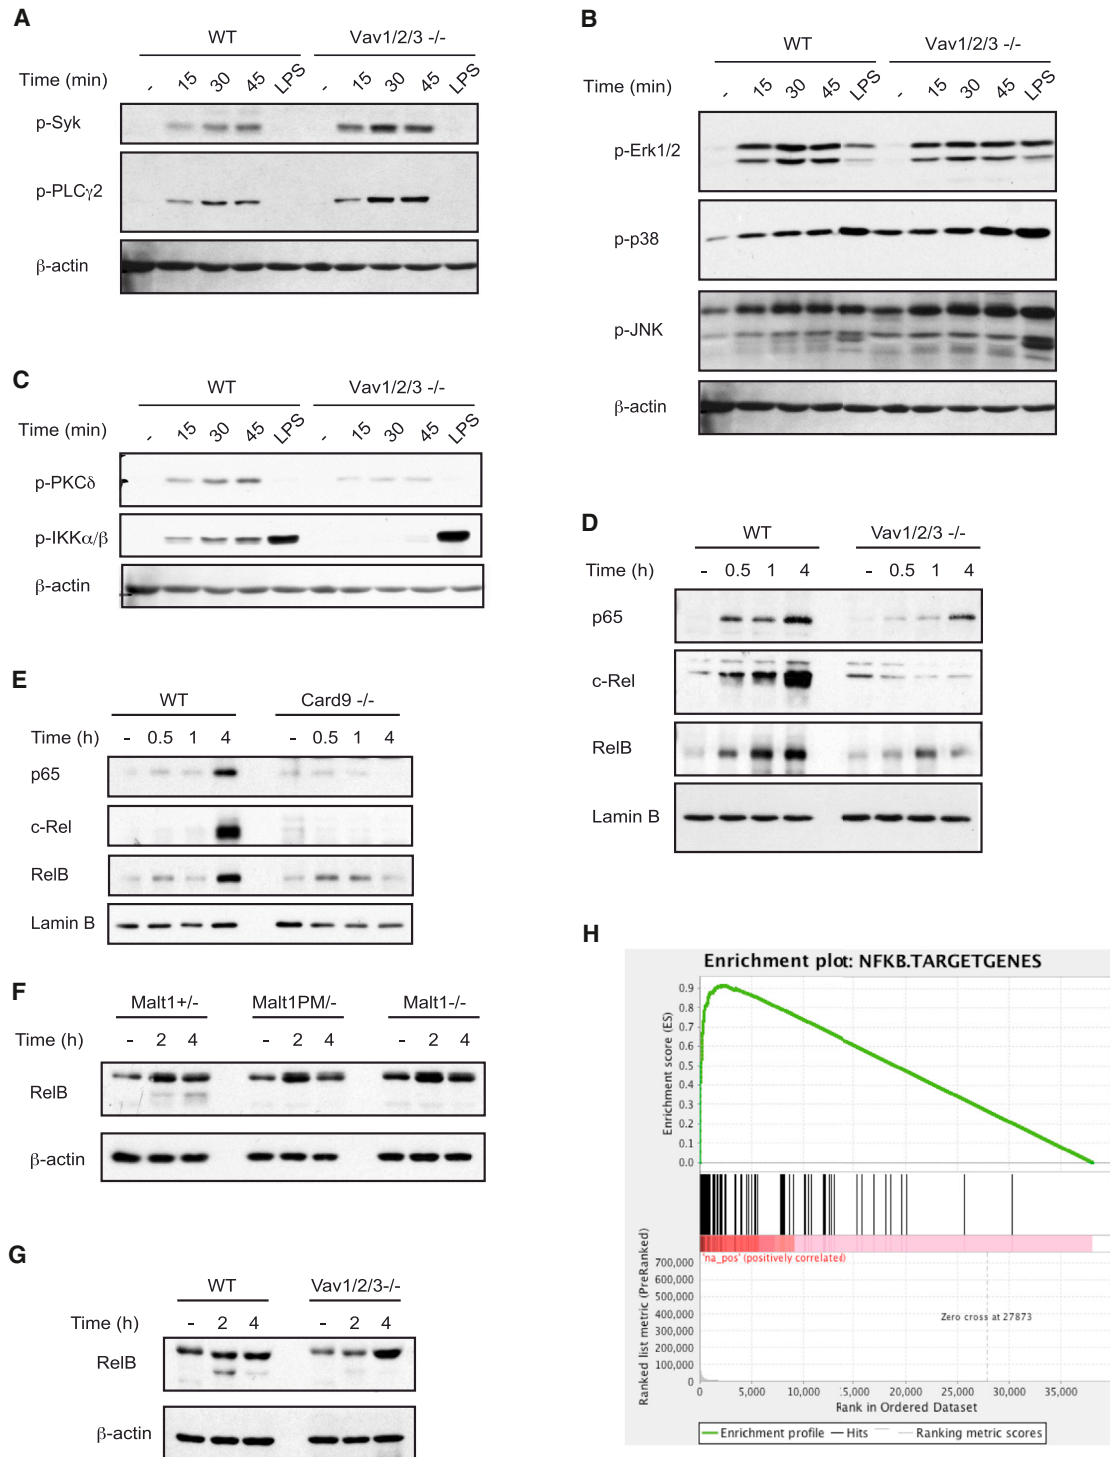 A
WT Vav1/2/3 -/-
Time (min) - 15 30 45 LPS - 15 30 45 LPS
p-Syk
p-PLCγ2
β-actin
B
WT Vav1/2/3 -/-
Time (min) - 15 30 45 LPS - 15 30 45 LPS
p-Erk1/2
p-p38
p-JNK
β-actin
C
WT Vav1/2/3 -/-
Time (min) - 15 30 45 LPS - 15 30 45 LPS
p-PKCδ
p-IKKα/β
β-actin
D
WT Vav1/2/3 -/-
Time (h) - 0.5 1 4 - 0.5 1 4
p65
c-Rel
RelB
Lamin B
E
WT Card9 -/-
Time (h) - 0.5 1 4 - 0.5 1 4
p65
c-Rel
RelB
Lamin B
F
Malt1+/- Malt1PM/- Malt1-/-
Time (h) - 2 4 - 2 4 - 2 4
RelB
β-actin
G
WT Vav1/2/3-/-
Time (h) - 2 4 - 2 4
RelB
β-actin
H
Enrichment plot: NFKB.TARGETGENES
Enrichment score (ES)
0.9
0.8
0.7
0.6
0.5
0.4
0.3
0.2
0.1
0.0
'na_pos' (positively correlated)
Ranked list metric (PreRanked)
700,000
600,000
500,000
400,000
300,000
200,000
100,000
0
Zero cross at 27873
0 5,000 10,000 15,000 20,000 25,000 30,000 35,000
Rank in Ordered Dataset
Enrichment profile Hits Ranking metric scores